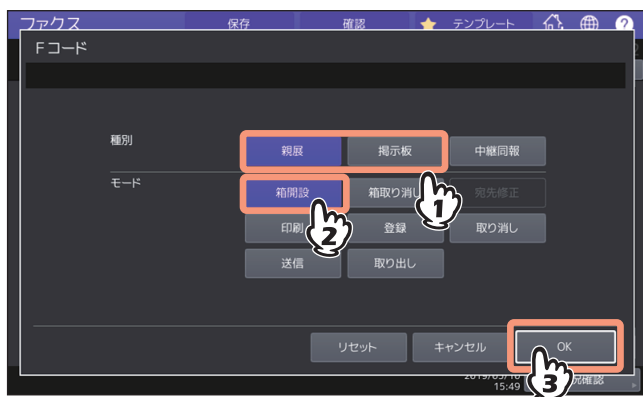 ファクス 保存 確認 テンプレート ?
Fコード
種別 親展 掲示板 中継同報
モード 箱開設 箱取り消し 宛先修正
1
印刷 登録 取り消し
2
送信 取り出し
リセット キャンセル OK
3
15:49